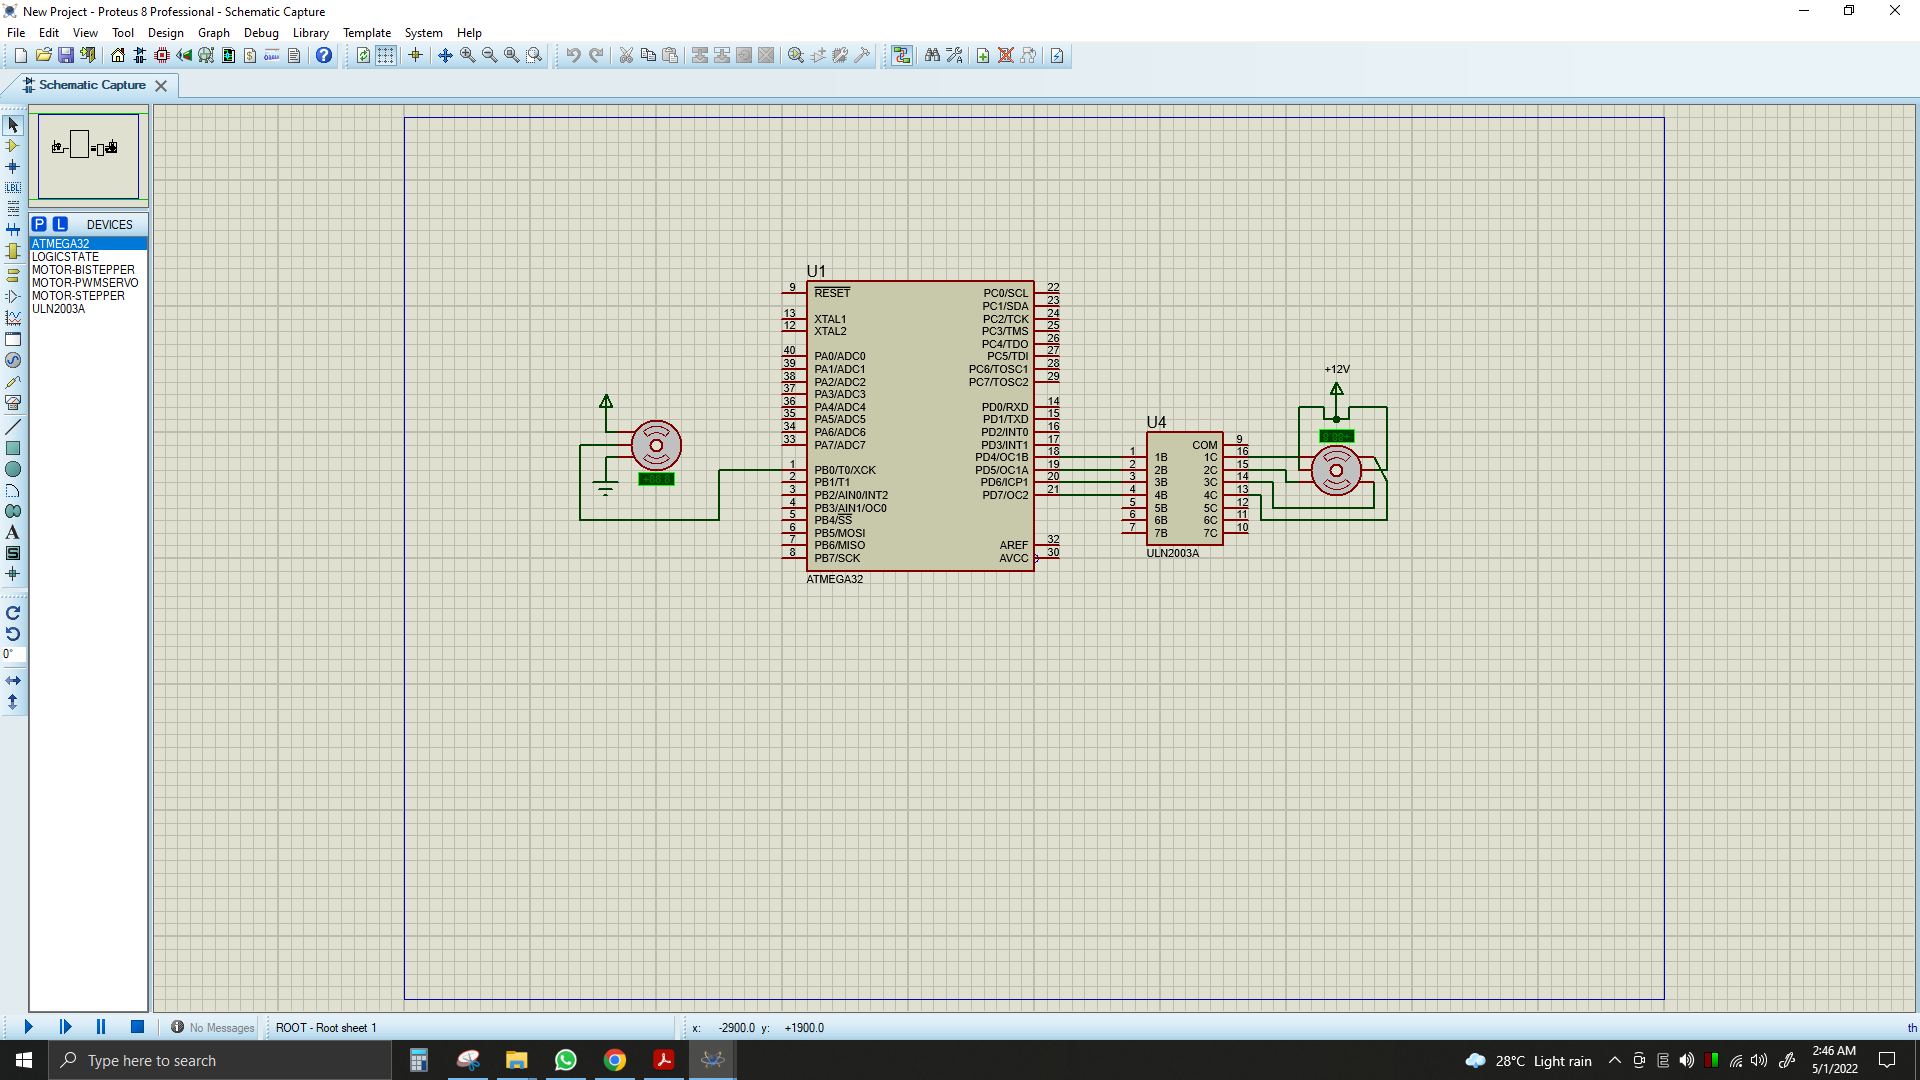 New Project - Proteus 8 Professional - Schematic Capture
File Edit View Tool Design Graph Debug Library Template System Help
Schematic Capture
P L DEVICES
ATMEGA32
LOGICSTATE
MOTOR-BISTEPPER
MOTOR-PWMSERVO
MOTOR-STEPPER
ULN2003A
LBL
A
S
0°
U1
9 RESET
13 XTAL1
12 XTAL2
40 PA0/ADC0
39 PA1/ADC1
38 PA2/ADC2
37 PA3/ADC3
36 PA4/ADC4
35 PA5/ADC5
34 PA6/ADC6
33 PA7/ADC7
1 PB0/T0/XCK
2 PB1/T1
3 PB2/AIN0/INT2
4 PB3/AIN1/OC0
5 PB4/SS
6 PB5/MOSI
7 PB6/MISO
8 PB7/SCK
PC0/SCL 22
PC1/SDA 23
PC2/TCK 24
PC3/TMS 25
PC4/TDO 26
PC5/TDI 27
PC6/TOSC1 28
PC7/TOSC2 29
PD0/RXD 14
PD1/TXD 15
PD2/INT0 16
PD3/INT1 17
PD4/OC1B 18
PD5/OC1A 19
PD6/ICP1 20
PD7/OC2 21
AREF 32
AVCC 30
ATMEGA32
U4
COM 9
1 1B 1C 16
2 2B 2C 15
3 3B 3C 14
4 4B 4C 13
5 5B 5C 12
6 6B 6C 11
7 7B 7C 10
ULN2003A
+12V
No Messages
ROOT - Root sheet 1
x: -2900.0 y: +1900.0
th
Type here to search
28°C Light rain
2:46 AM
5/1/2022